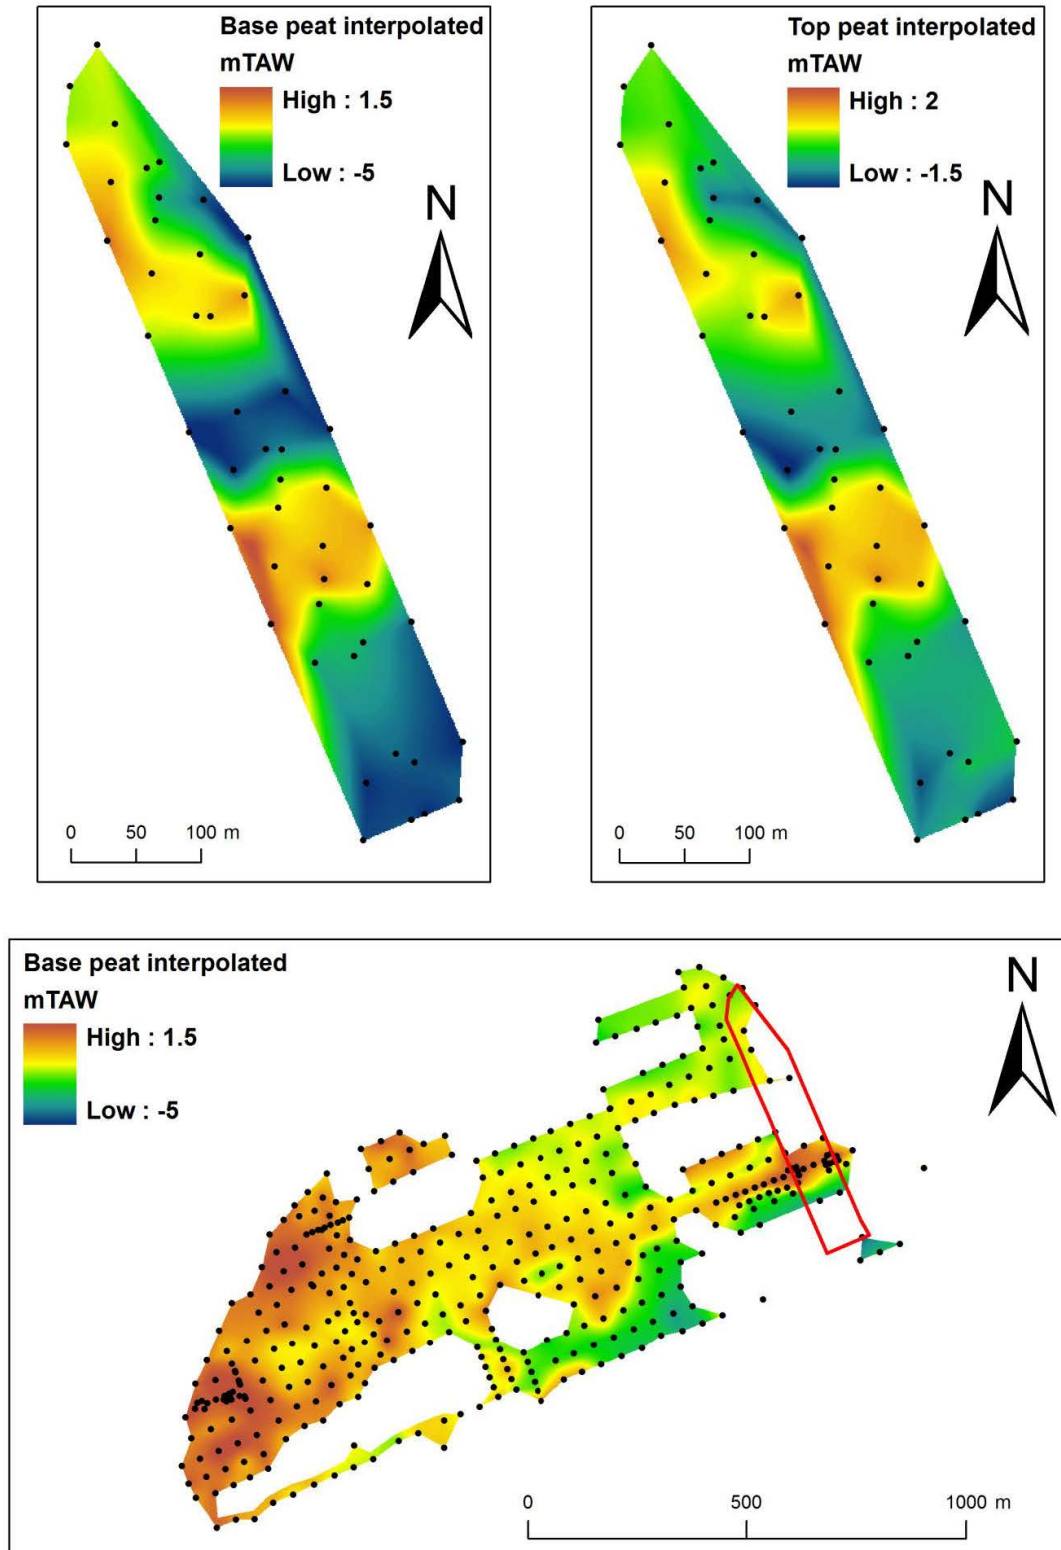 Base peat interpolated
mTAW
High : 1.5
Low : -5
N
0 50 100 m
Top peat interpolated
mTAW
High : 2
Low : -1.5
N
0 50 100 m
Base peat interpolated
mTAW
High : 1.5
Low : -5
N
0 500 1000 m